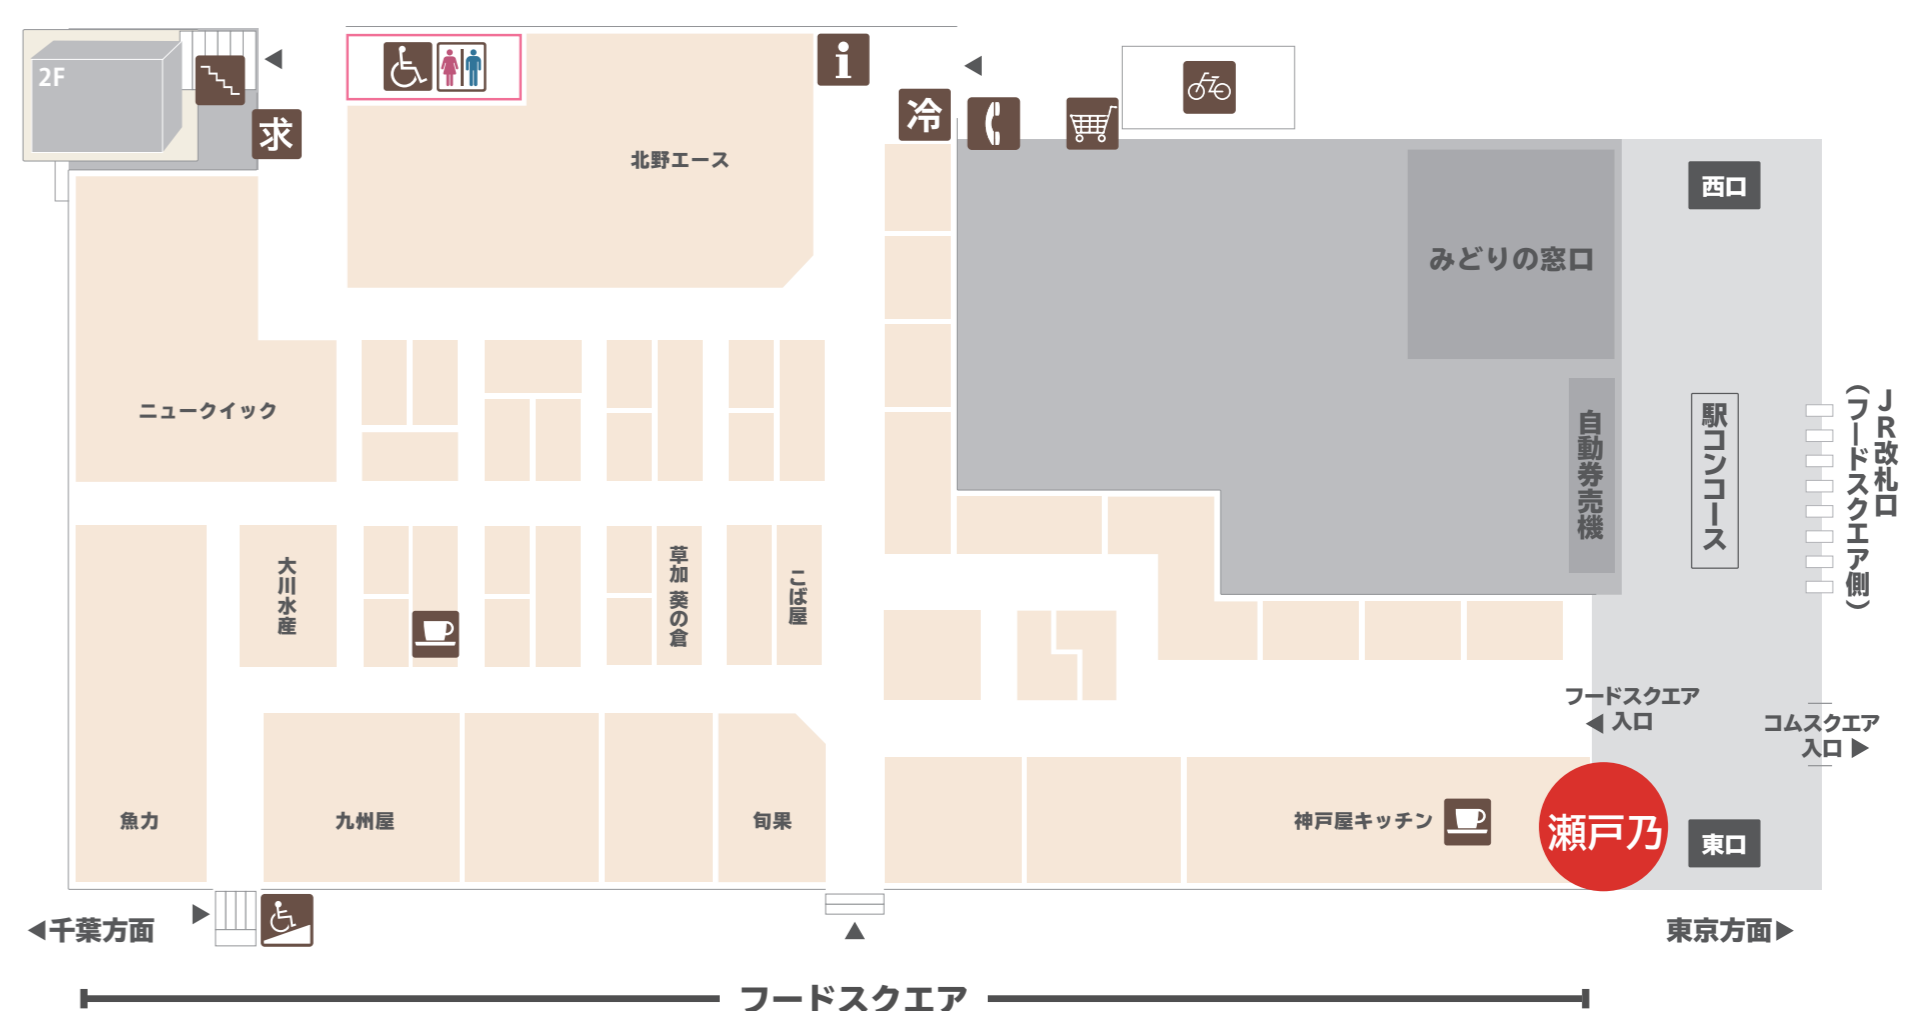 2F
求
i
冷
北野エース
西口
みどりの窓口
自動券売機
駅コンコース
JR改札口
（フードスクエア側）
ニュークイック
大川水産
草加 葵の倉
こば屋
フードスクエア
入口
コムスクエア
入口
魚力
九州屋
旬果
神戸屋キッチン
瀬戸乃
東口
千葉方面
東京方面
フードスクエア